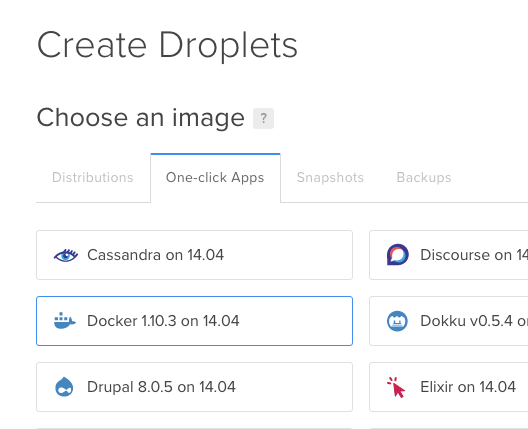 Create Droplets
Choose an image ?
Distributions One-click Apps Snapshots Backups
Cassandra on 14.04 Discourse on 14
Docker 1.10.3 on 14.04 Dokku v0.5.4 on
Drupal 8.0.5 on 14.04 Elixir on 14.04